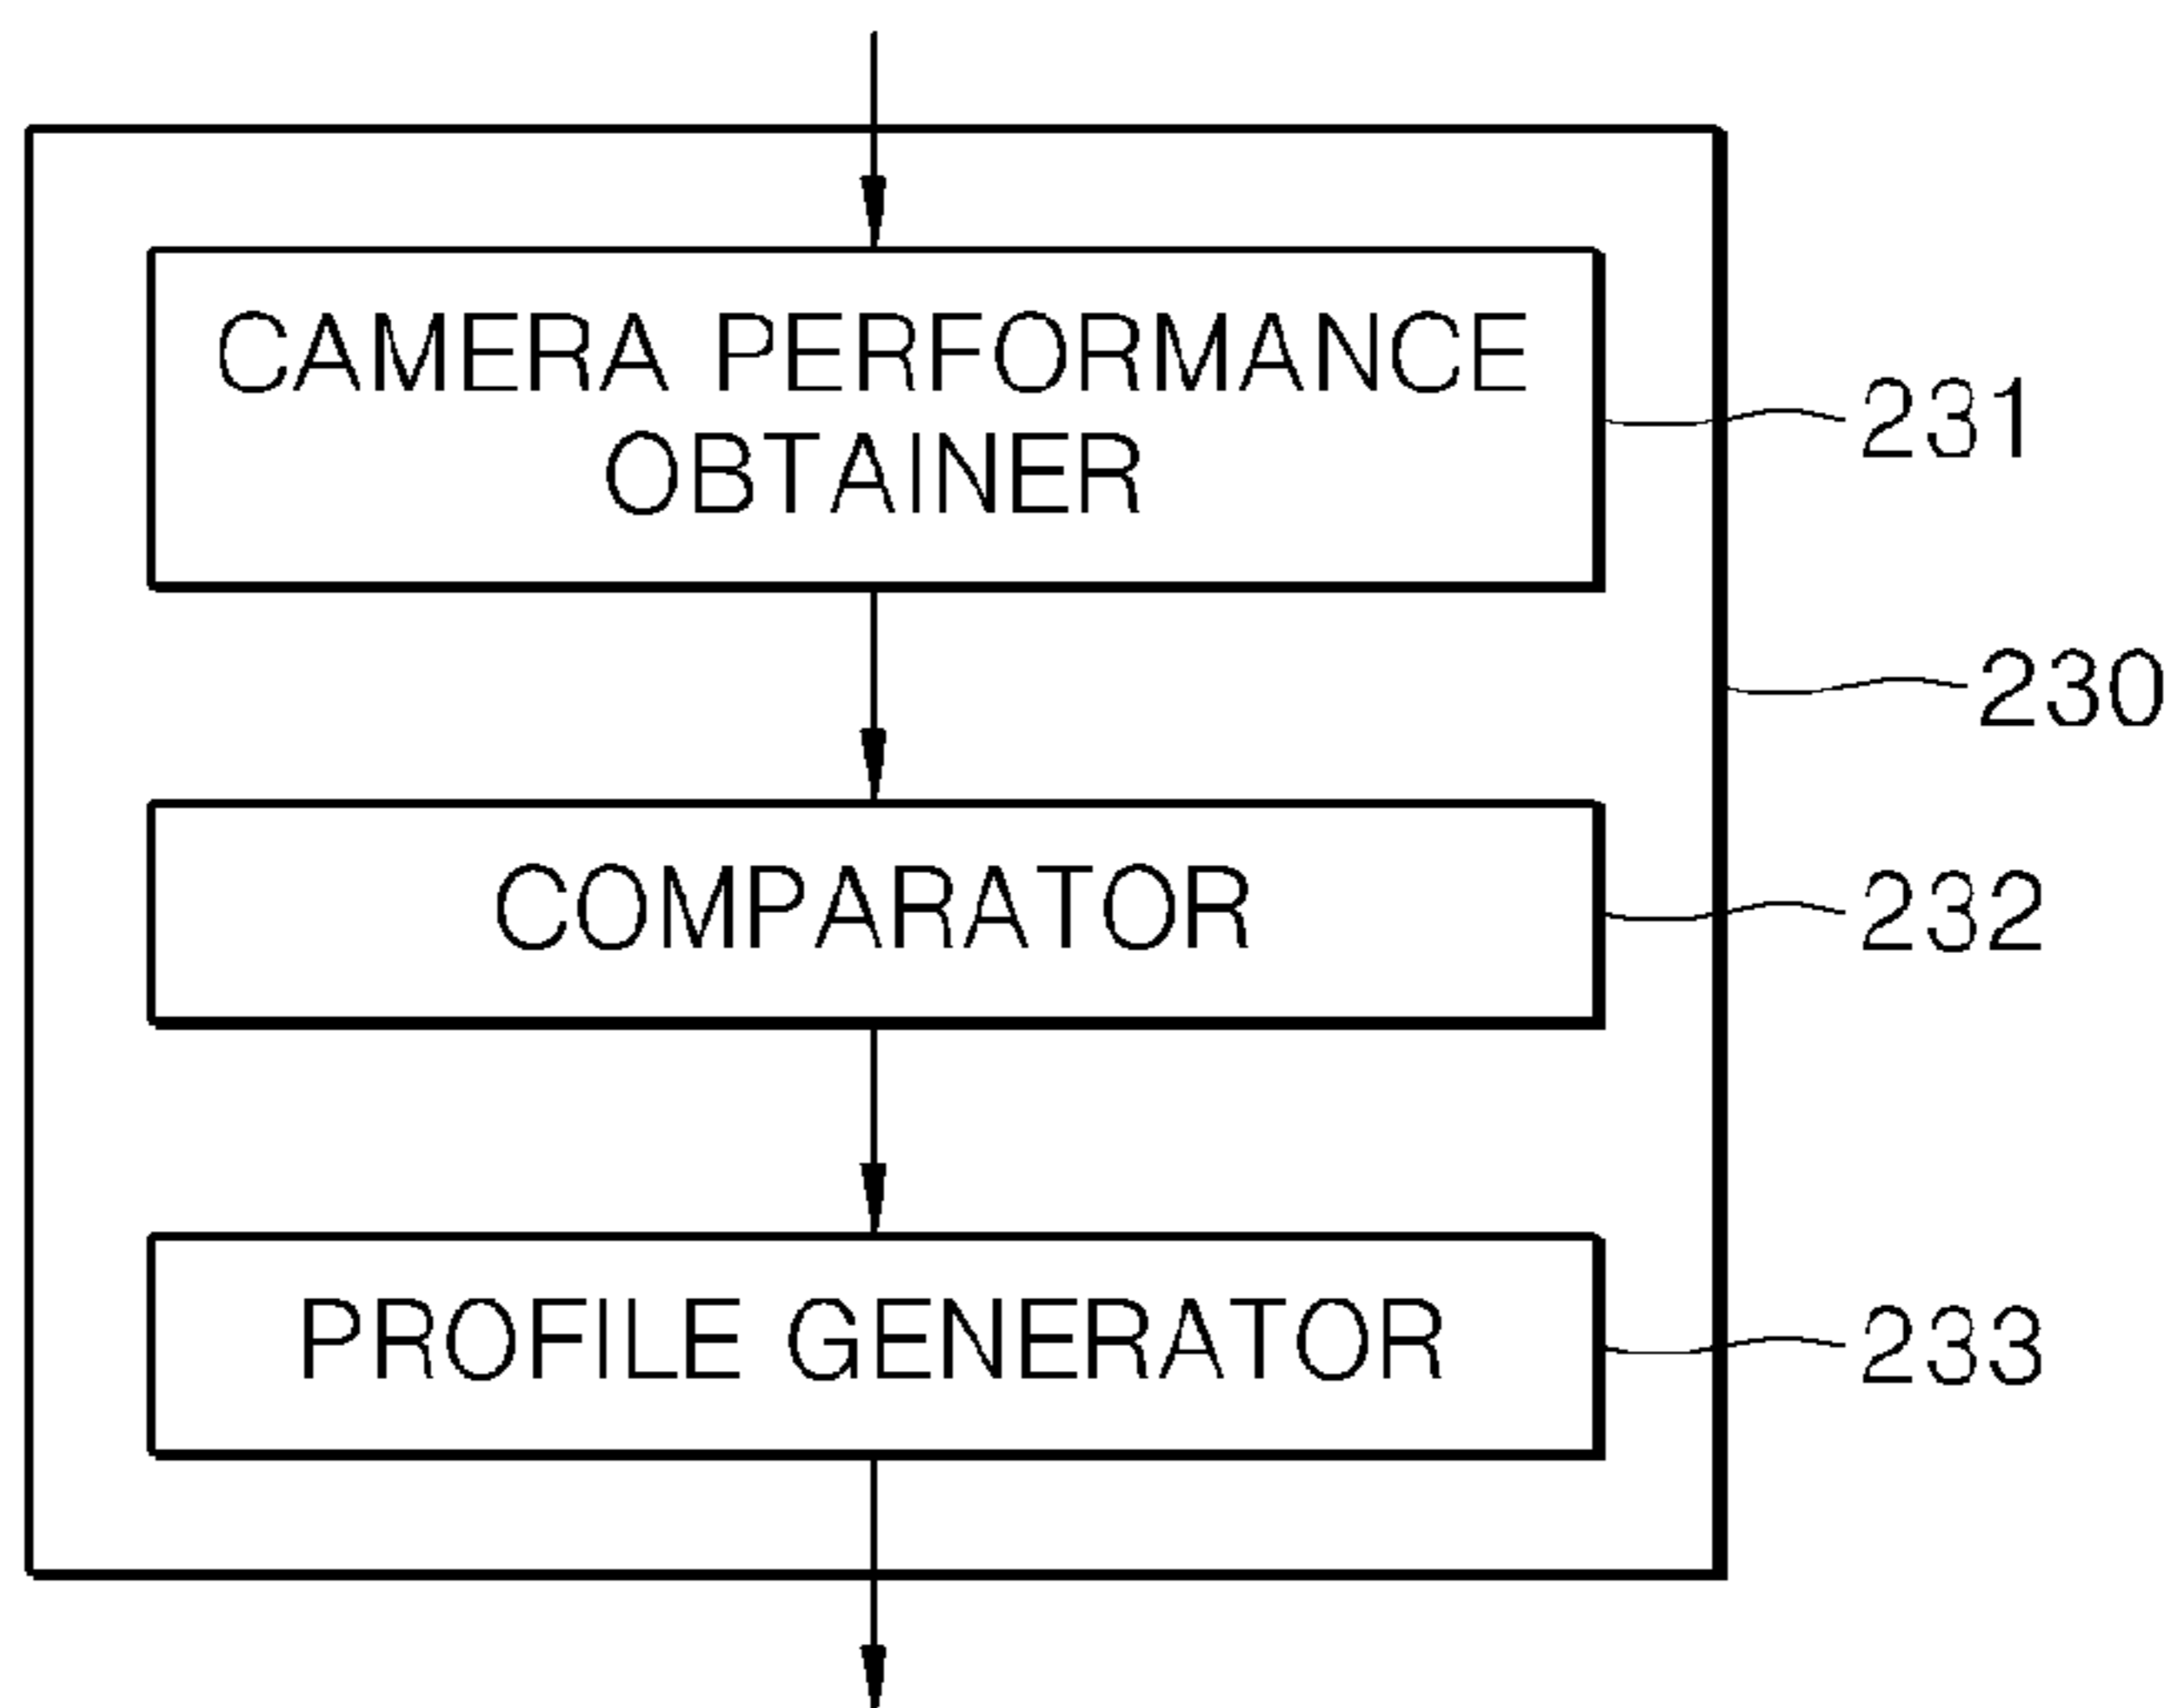 CAMERA PERFORMANCE
OBTAINER
231
230
COMPARATOR
232
PROFILE GENERATOR
233